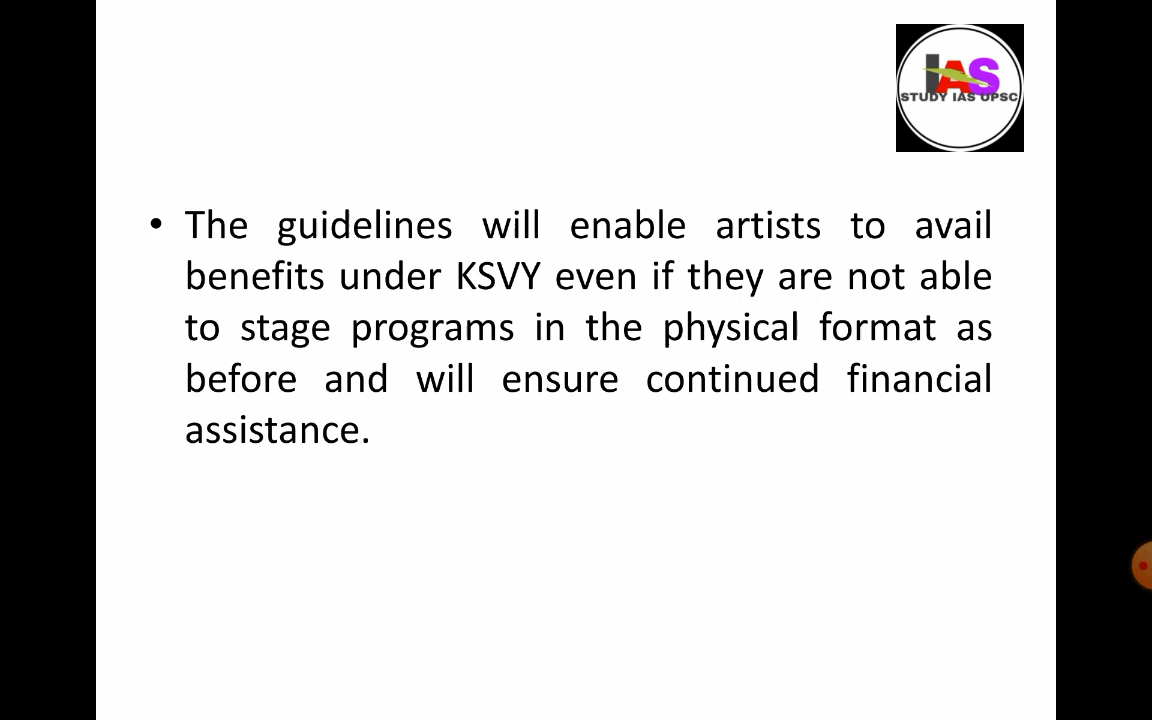 IAS
STUDY IAS UPSC
• The guidelines will enable artists to avail
benefits under KSVY even if they are not able
to stage programs in the physical format as
before and will ensure continued financial
assistance.